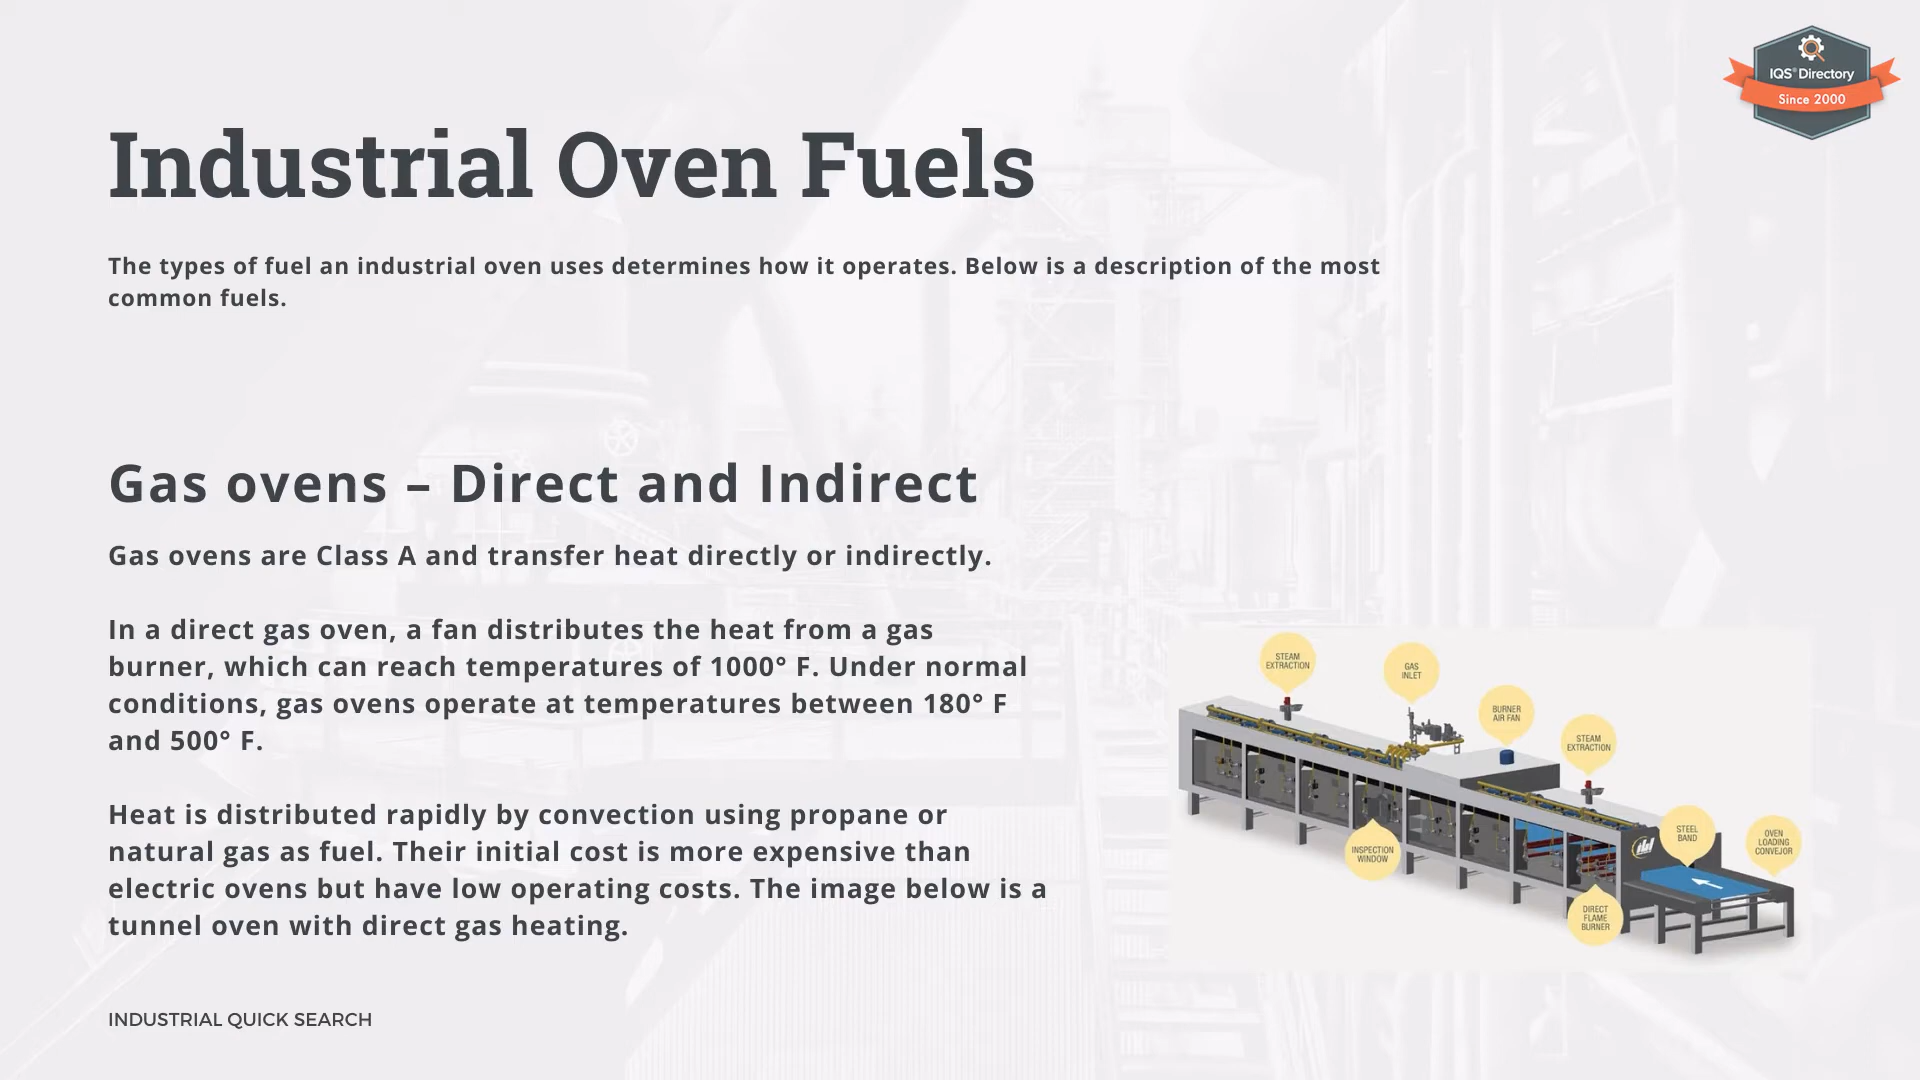 IQS® Directory
Since 2000
Industrial Oven Fuels
The types of fuel an industrial oven uses determines how it operates. Below is a description of the most
common fuels.
Gas ovens – Direct and Indirect
Gas ovens are Class A and transfer heat directly or indirectly.
In a direct gas oven, a fan distributes the heat from a gas
burner, which can reach temperatures of 1000° F. Under normal
conditions, gas ovens operate at temperatures between 180° F
and 500° F.
Heat is distributed rapidly by convection using propane or
natural gas as fuel. Their initial cost is more expensive than
electric ovens but have low operating costs. The image below is a
tunnel oven with direct gas heating.
STEAM
EXTRACTION
GAS
INLET
BURNER
AIR FAN
STEAM
EXTRACTION
INSPECTION
WINDOW
STEEL
BAND
OVEN
LOADING
CONVEJOR
DIRECT
FLAME
BURNER
INDUSTRIAL QUICK SEARCH